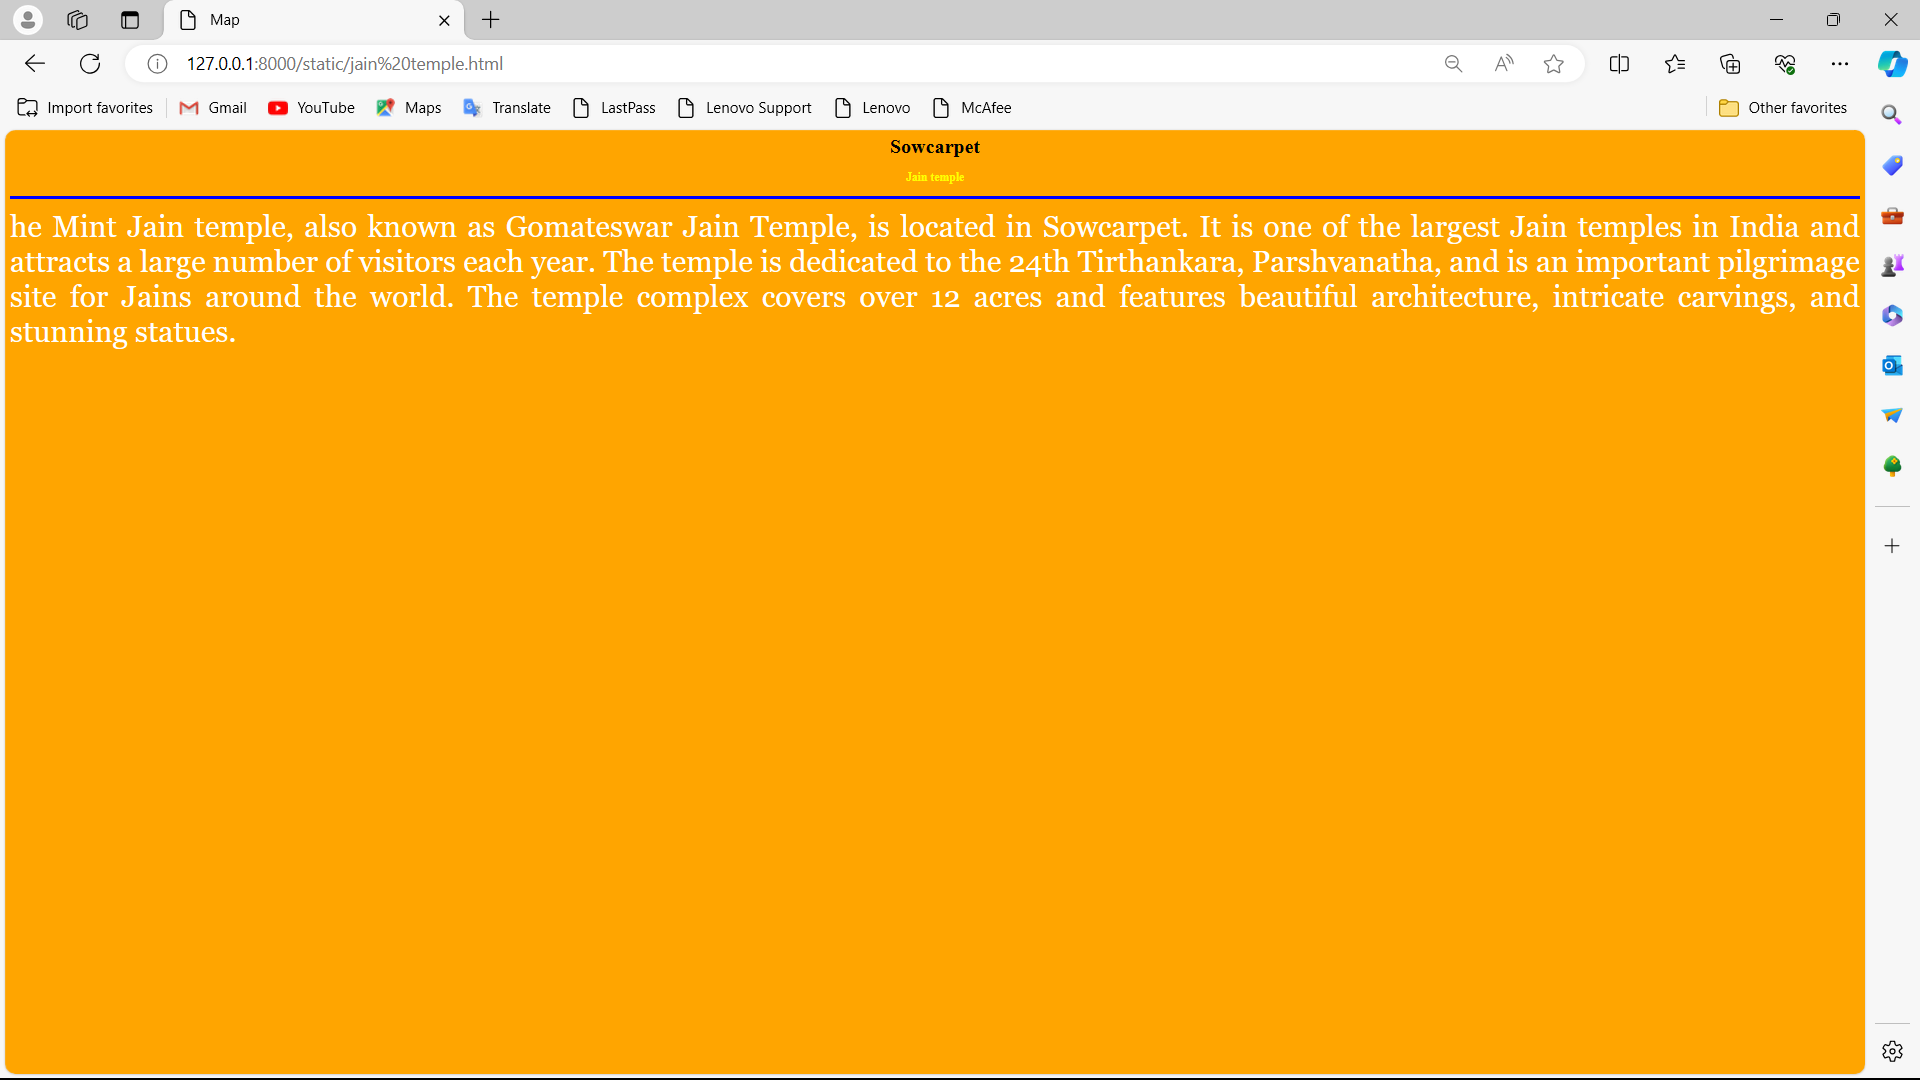 Map
127.0.0.1:8000/static/jain%20temple.html
Import favorites Gmail YouTube Maps Translate LastPass Lenovo Support Lenovo McAfee Other favorites
Sowcarpet
Jain temple
he Mint Jain temple, also known as Gomateswar Jain Temple, is located in Sowcarpet. It is one of the largest Jain temples in India and
attracts a large number of visitors each year. The temple is dedicated to the 24th Tirthankara, Parshvanatha, and is an important pilgrimage
site for Jains around the world. The temple complex covers over 12 acres and features beautiful architecture, intricate carvings, and
stunning statues.